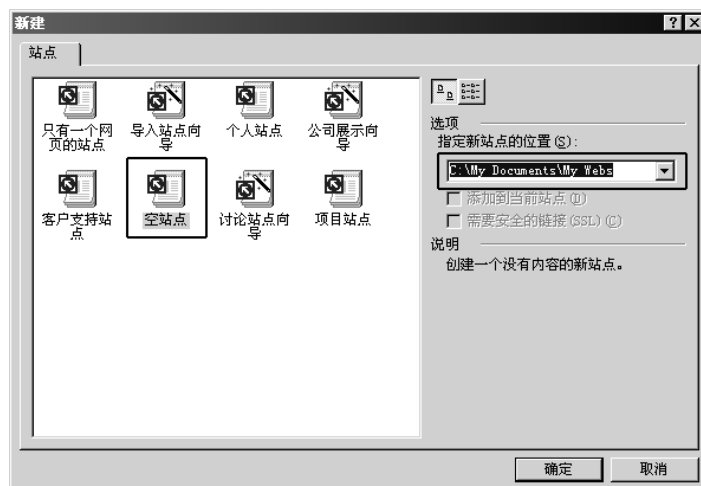 新建
站点
只有一个网
页的站点
导入站点向
导
个人站点
公司展示向
导
客户支持站
点
空站点
讨论站点向
导
项目站点
选项
指定新站点的位置(S):
C:\My Documents\My Webs
添加到当前站点(D)
需要安全的链接(SSL)(C)
说明
创建一个没有内容的新站点。
确定
取消